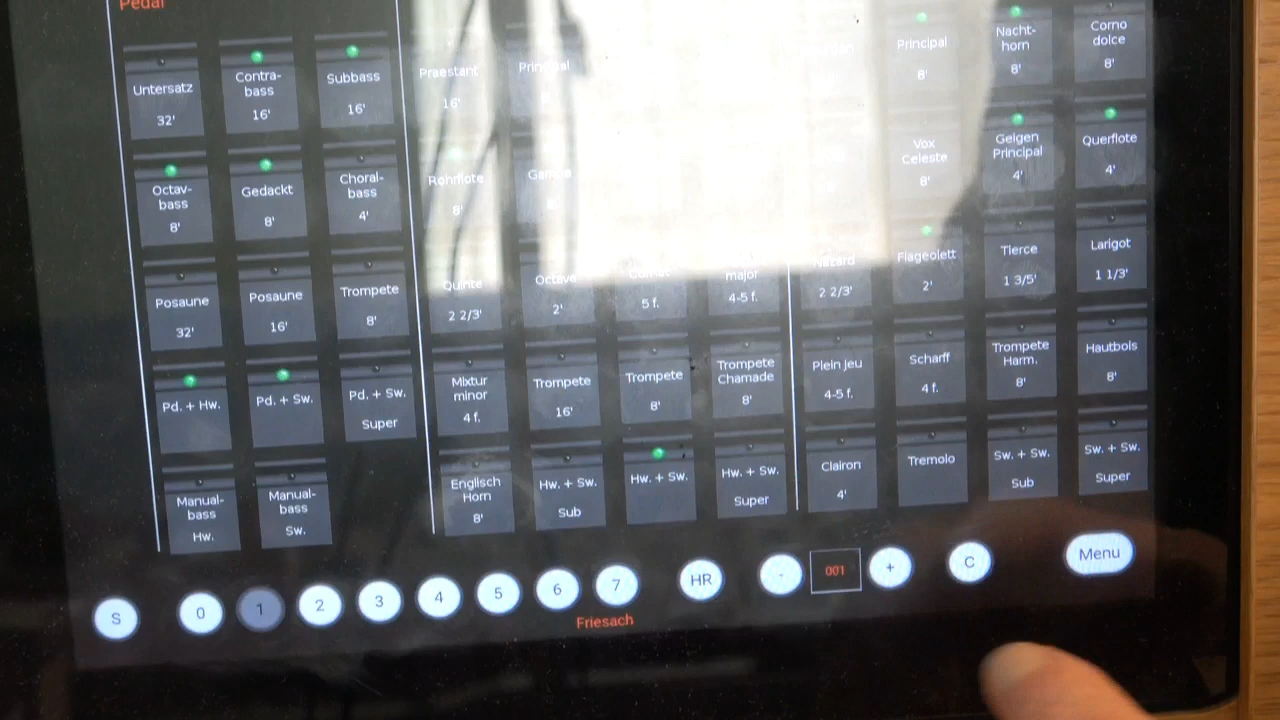 Pedal
Untersatz
32'
Contra-
bass
16'
Subbass
16'
Praestant
16'
Principal
Principal
8'
Nacht-
horn
8'
Corno
dolce
8'
Octav-
bass
8'
Gedackt
8'
Choral-
bass
4'
Rohrflöte
8'
Gamba
Vox
Celeste
8'
Geigen
Principal
4'
Querflöte
4'
Posaune
32'
Posaune
16'
Trompete
8'
Quinte
2 2/3'
Octave
2'
5 f.
major
4-5 f.
Nazard
2 2/3'
Flageolett
2'
Tierce
1 3/5'
Larigot
1 1/3'
Pd. + Hw.
Pd. + Sw.
Pd. + Sw.
Super
Mixtur
minor
4 f.
Trompete
16'
Trompete
8'
Trompete
Chamade
8'
Plein jeu
4-5 f.
Scharff
4 f.
Trompete
Harm.
8'
Hautbois
8'
Manual-
bass
Hw.
Manual-
bass
Sw.
Englisch
Horn
8'
Hw. + Sw.
Sub
Hw. + Sw.
Hw. + Sw.
Super
Clairon
4'
Tremolo
Sw. + Sw.
Sub
Sw. + Sw.
Super
S
0
1
2
3
4
5
6
7
HR
-
001
+
C
Menu
Friesach